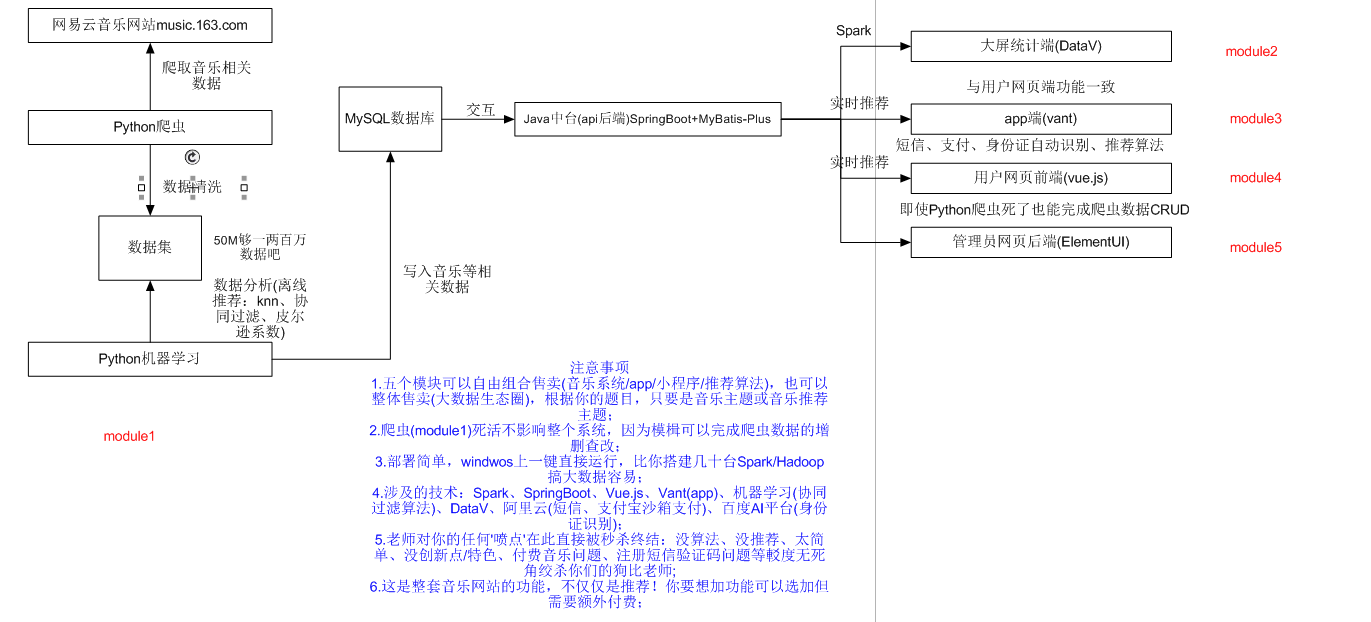 网易云音乐网站music.163.com
爬取音乐相关
数据
Python爬虫
数据清洗
数据集
50M够一两百万
数据吧
数据分析(离线
推荐：knn、协
同过滤、皮尔
逊系数)
Python机器学习
module1
MySQL数据库
交互
Java中台(api后端)SpringBoot+MyBatis-Plus
写入音乐等相
关数据
Spark
大屏统计端(DataV)
module2
与用户网页端功能一致
实时推荐
app端(vant)
module3
短信、支付、身份证自动识别、推荐算法
实时推荐
用户网页前端(vue.js)
module4
即使Python爬虫死了也能完成爬虫数据CRUD
管理员网页后端(ElementUI)
module5
注意事项
1.五个模块可以自由组合售卖(音乐系统/app/小程序/推荐算法)，也可以
整体售卖(大数据生态圈)，根据你的题目，只要是音乐主题或音乐推荐
主题；
2.爬虫(module1)死活不影响整个系统，因为模楫可以完成爬虫数据的增
删查改；
3.部署简单，windwos上一键直接运行，比你搭建几十台Spark/Hadoop
搞大数据容易；
4.涉及的技术：Spark、SpringBoot、Vue.js、Vant(app)、机器学习(协同
过滤算法)、DataV、阿里云(短信、支付宝沙箱支付)、百度AI平台(身份
证识别)；
5.老师对你的任何'喷点'在此直接被秒杀终结：没算法、没推荐、太简
单、没创新点/特色、付费音乐问题、注册短信验证码问题等毂度无死
角绞杀你们的狗比老师;
6.这是整套音乐网站的功能，不仅仅是推荐！你要想加功能可以选加但
需要额外付费；